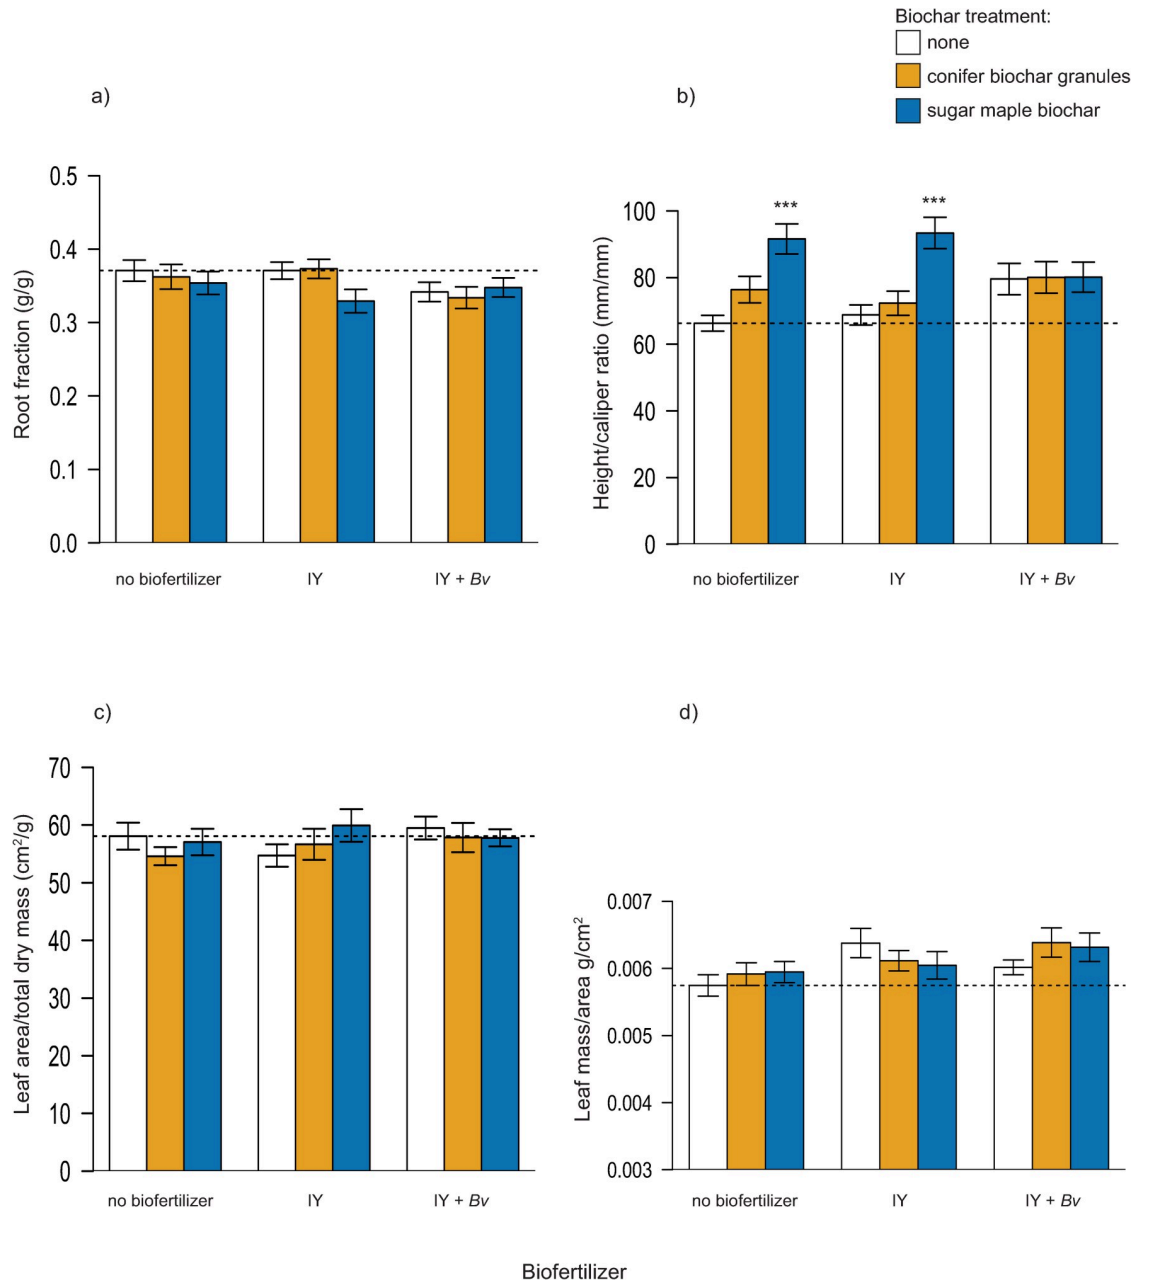 Biochar treatment:
none
conifer biochar granules
sugar maple biochar
a)
Root fraction (g/g)
0.5
0.4
0.3
0.2
0.1
0.0
no biofertilizer
IY
IY + Bv
b)
Height/caliper ratio (mm/mm)
100
80
60
40
20
0
***
***
no biofertilizer
IY
IY + Bv
c)
Leaf area/total dry mass (cm²/g)
70
60
50
40
30
20
10
0
no biofertilizer
IY
IY + Bv
d)
Leaf mass/area g/cm²
0.007
0.006
0.005
0.004
0.003
no biofertilizer
IY
IY + Bv
Biofertilizer